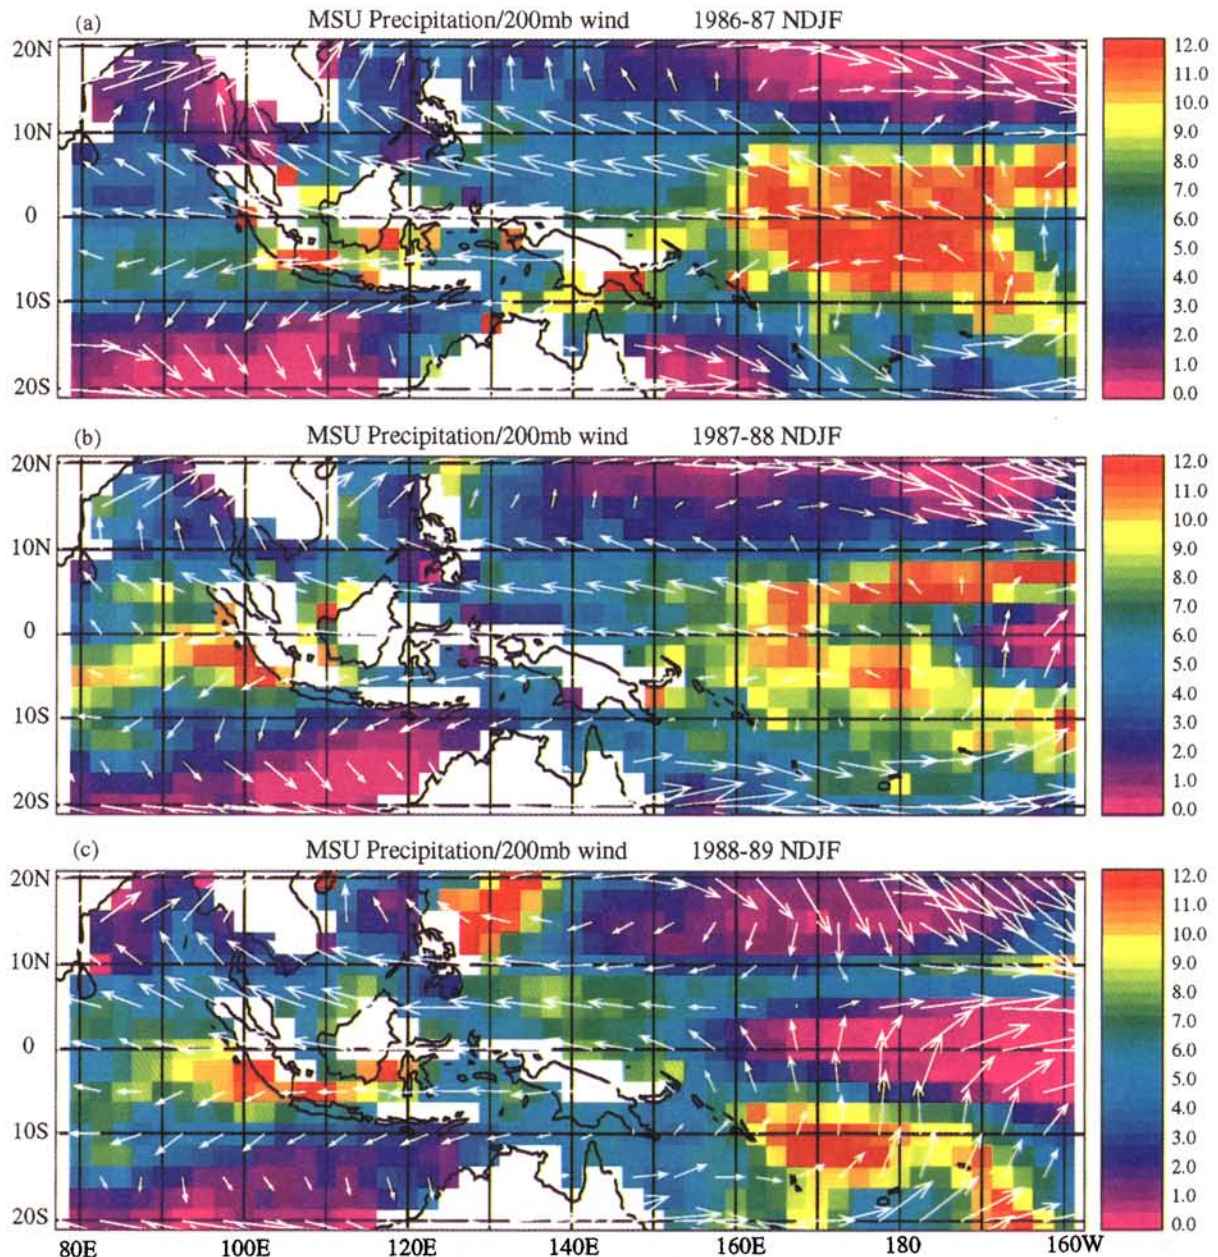 (a) MSU Precipitation/200mb wind 1986-87 NDJF
20N
10N
0
10S
20S
12.0
11.0
10.0
9.0
8.0
7.0
6.0
5.0
4.0
3.0
2.0
1.0
0.0
(b) MSU Precipitation/200mb wind 1987-88 NDJF
20N
10N
0
10S
20S
12.0
11.0
10.0
9.0
8.0
7.0
6.0
5.0
4.0
3.0
2.0
1.0
0.0
(c) MSU Precipitation/200mb wind 1988-89 NDJF
20N
10N
0
10S
20S
12.0
11.0
10.0
9.0
8.0
7.0
6.0
5.0
4.0
3.0
2.0
1.0
0.0
80E 100E 120E 140E 160E 180 160W